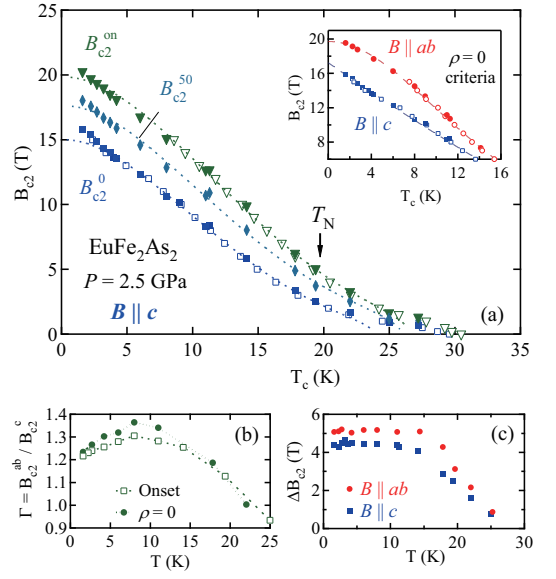 B_c2^on
B_c2^50
B_c2^0
B_c2 (T)
25
20
15
10
5
0
EuFe₂As₂
P = 2.5 GPa
B || c
T_N
(a)
0 5 10 15 20 25 30 35
T_c (K)
B_c2 (T)
20
16
12
8
B || ab
B || c
ρ = 0
criteria
0 4 8 12 16
T_c (K)
(b)
Γ = B_c2^ab / B_c2^c
1.4
1.3
1.2
1.1
1.0
0.9
Onset
ρ = 0
0 5 10 15 20 25
T (K)
(c)
ΔB_c2 (T)
6
4
2
0
B || ab
B || c
0 5 10 15 20 25 30
T (K)